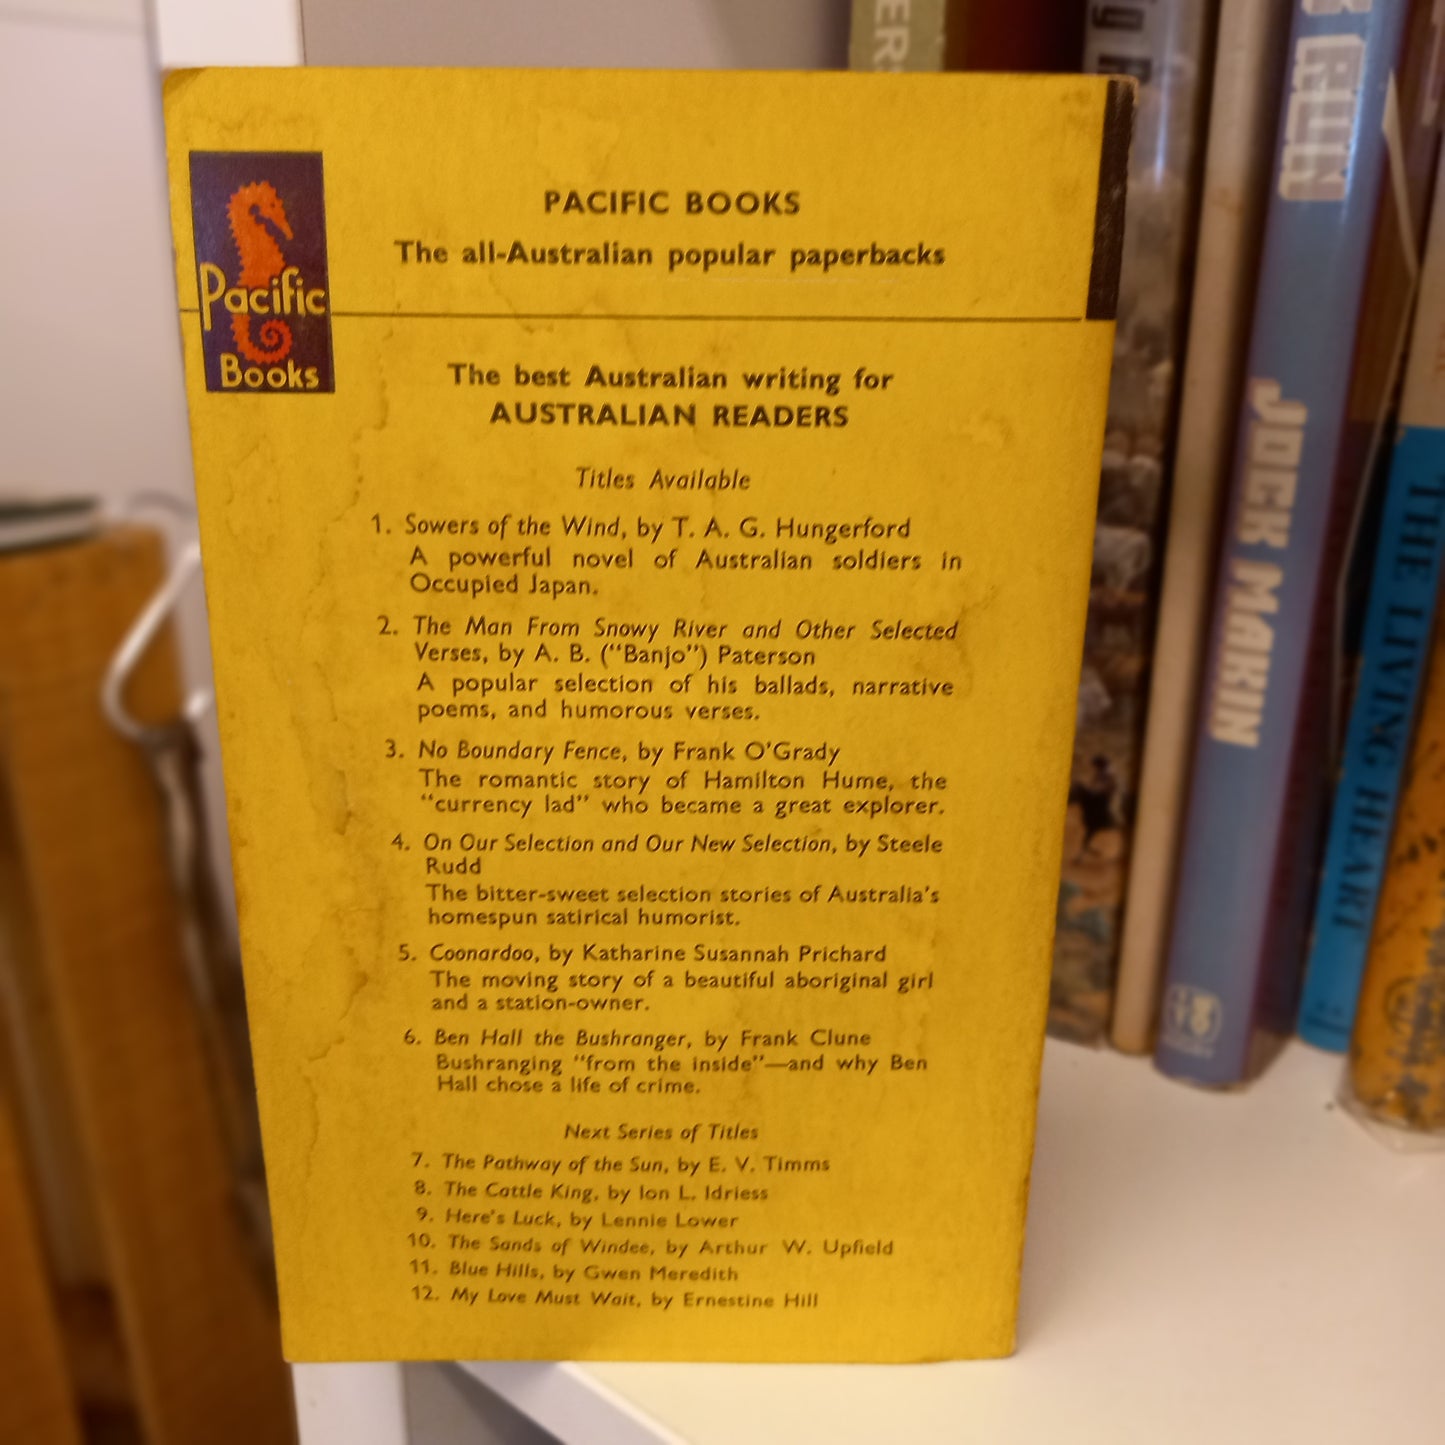 PACIFIC BOOKS
The all-Australian popular paperbacks
Pacific
Books
The best Australian writing for
AUSTRALIAN READERS
Titles Available
1. Sowers of the Wind, by T. A. G. Hungerford
A powerful novel of Australian soldiers in
Occupied Japan.
2. The Man From Snowy River and Other Selected
Verses, by A. B. ("Banjo") Paterson
A popular selection of his ballads, narrative
poems, and humorous verses.
3. No Boundary Fence, by Frank O'Grady
The romantic story of Hamilton Hume, the
"currency lad" who became a great explorer.
4. On Our Selection and Our New Selection, by Steele
Rudd
The bitter-sweet selection stories of Australia's
homespun satirical humorist.
5. Coonardoo, by Katharine Susannah Prichard
The moving story of a beautiful aboriginal girl
and a station-owner.
6. Ben Hall the Bushranger, by Frank Clune
Bushranging "from the inside"—and why Ben
Hall chose a life of crime.
Next Series of Titles
7. The Pathway of the Sun, by E. V. Timms
8. The Cattle King, by Ion L. Idriess
9. Here's Luck, by Lennie Lower
10. The Sands of Windee, by Arthur W. Upfield
11. Blue Hills, by Gwen Meredith
12. My Love Must Wait, by Ernestine Hill
JOCK MAKIN
THE LIVING HEART